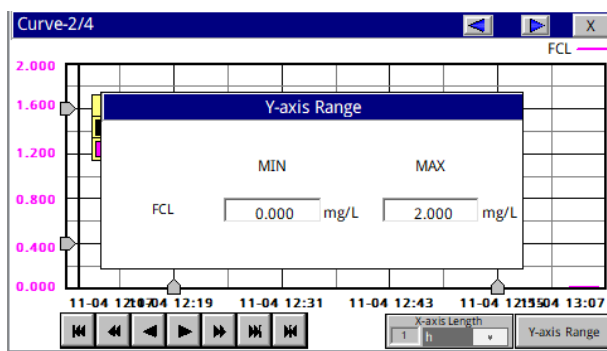 Curve-2/4 X
FCL
2.000
1.600
1.200
0.800
0.400
0.000
Y-axis Range
MIN MAX
FCL 0.000 mg/L 2.000 mg/L
11-04 12:19 11-04 12:31 11-04 12:43 11-04 13:07
X-axis Length
1 h
Y-axis Range